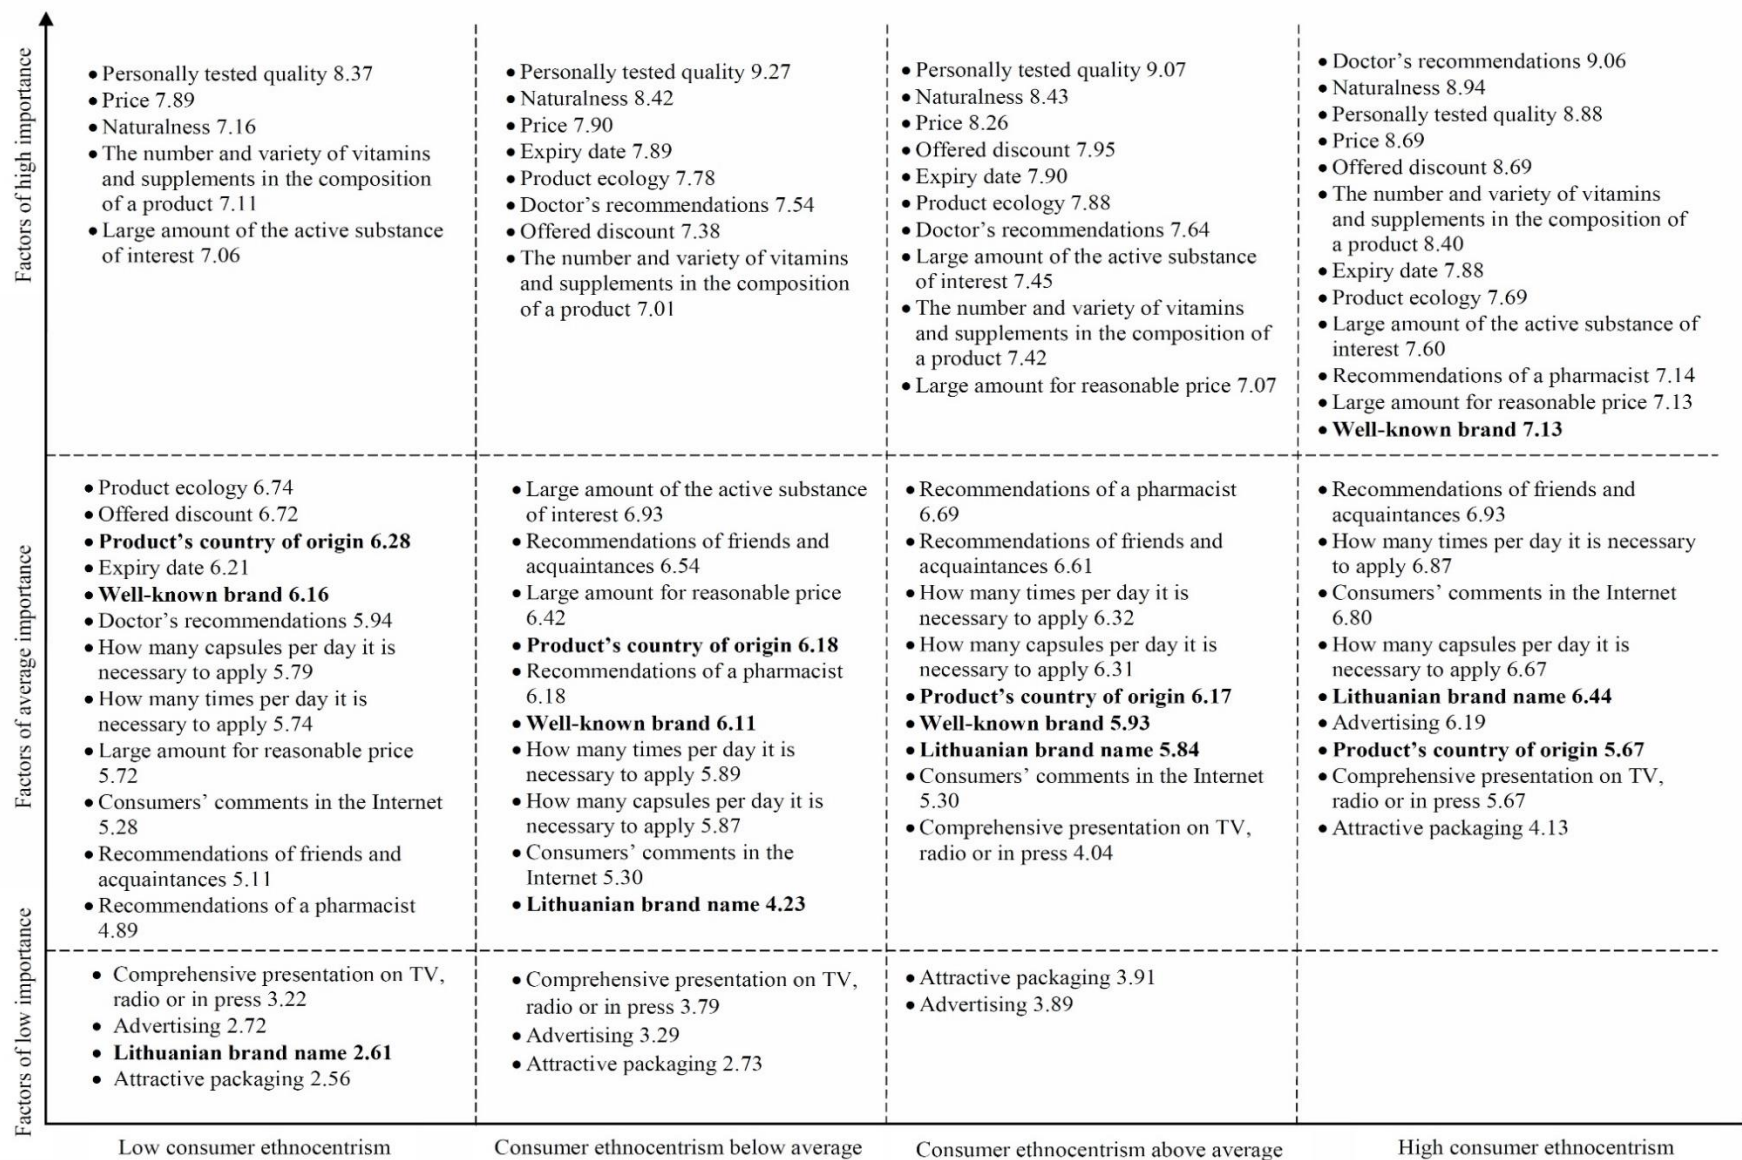 Factors of high importance
• Personally tested quality 8.37
• Price 7.89
• Naturalness 7.16
• The number and variety of vitamins
and supplements in the composition
of a product 7.11
• Large amount of the active substance
of interest 7.06
• Personally tested quality 9.27
• Naturalness 8.42
• Price 7.90
• Expiry date 7.89
• Product ecology 7.78
• Doctor's recommendations 7.54
• Offered discount 7.38
• The number and variety of vitamins
and supplements in the composition
of a product 7.01
• Personally tested quality 9.07
• Naturalness 8.43
• Price 8.26
• Offered discount 7.95
• Expiry date 7.90
• Product ecology 7.88
• Doctor's recommendations 7.64
• Large amount of the active substance
of interest 7.45
• The number and variety of vitamins
and supplements in the composition of
a product 7.42
• Large amount for reasonable price 7.07
• Doctor's recommendations 9.06
• Naturalness 8.94
• Personally tested quality 8.88
• Price 8.69
• Offered discount 8.69
• The number and variety of vitamins
and supplements in the composition of
a product 8.40
• Expiry date 7.88
• Product ecology 7.69
• Large amount of the active substance of
interest 7.60
• Recommendations of a pharmacist 7.14
• Large amount for reasonable price 7.13
• Well-known brand 7.13
Factors of average importance
• Product ecology 6.74
• Offered discount 6.72
• Product's country of origin 6.28
• Expiry date 6.21
• Well-known brand 6.16
• Doctor's recommendations 5.94
• How many capsules per day it is
necessary to apply 5.79
• How many times per day it is
necessary to apply 5.74
• Large amount for reasonable price
5.72
• Consumers' comments in the Internet
5.28
• Recommendations of friends and
acquaintances 5.11
• Recommendations of a pharmacist
4.89
• Large amount of the active substance
of interest 6.93
• Recommendations of friends and
acquaintances 6.54
• Large amount for reasonable price
6.42
• Product's country of origin 6.18
• Recommendations of a pharmacist
6.18
• Well-known brand 6.11
• How many times per day it is
necessary to apply 5.89
• How many capsules per day it is
necessary to apply 5.87
• Consumers' comments in the
Internet 5.30
• Lithuanian brand name 4.23
• Recommendations of a pharmacist
6.69
• Recommendations of friends and
acquaintances 6.61
• How many times per day it is
necessary to apply 6.32
• How many capsules per day it is
necessary to apply 6.31
• Product's country of origin 6.17
• Well-known brand 5.93
• Lithuanian brand name 5.84
• Consumers' comments in the Internet
5.30
• Comprehensive presentation on TV,
radio or in press 4.04
• Recommendations of friends and
acquaintances 6.93
• How many times per day it is necessary
to apply 6.87
• Consumers' comments in the Internet
6.80
• How many capsules per day it is
necessary to apply 6.67
• Lithuanian brand name 6.44
• Advertising 6.19
• Product's country of origin 5.67
• Comprehensive presentation on TV,
radio or in press 5.67
• Attractive packaging 4.13
Factors of low importance
• Comprehensive presentation on TV,
radio or in press 3.22
• Advertising 2.72
• Lithuanian brand name 2.61
• Attractive packaging 2.56
• Comprehensive presentation on TV,
radio or in press 3.79
• Advertising 3.29
• Attractive packaging 2.73
• Attractive packaging 3.91
• Advertising 3.89
Low consumer ethnocentrism
Consumer ethnocentrism below average
Consumer ethnocentrism above average
High consumer ethnocentrism